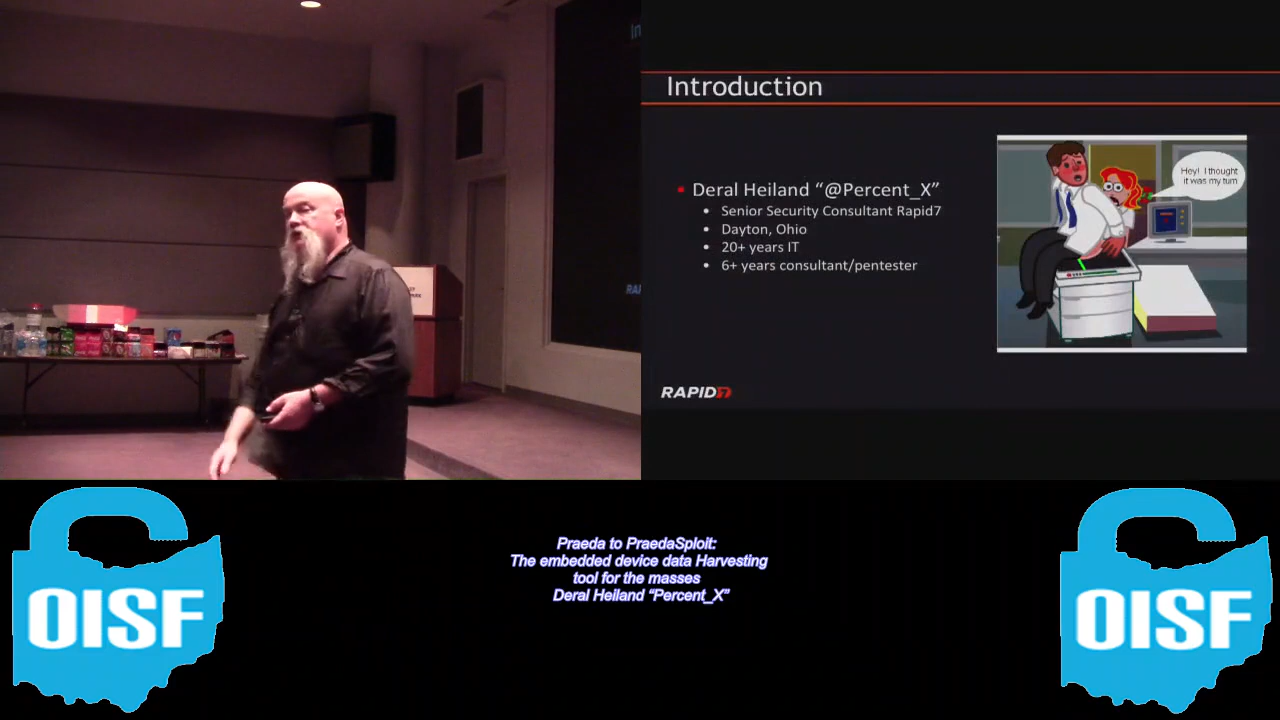 Introduction
Deral Heiland “@Percent_X”
Senior Security Consultant Rapid7
Dayton, Ohio
20+ years IT
6+ years consultant/pentester
Hey! I thought
it was my turn
RAPID7
Praeda to PraedaSploit:
The embedded device data Harvesting
tool for the masses
Deral Heiland “Percent_X”
OISF
OISF